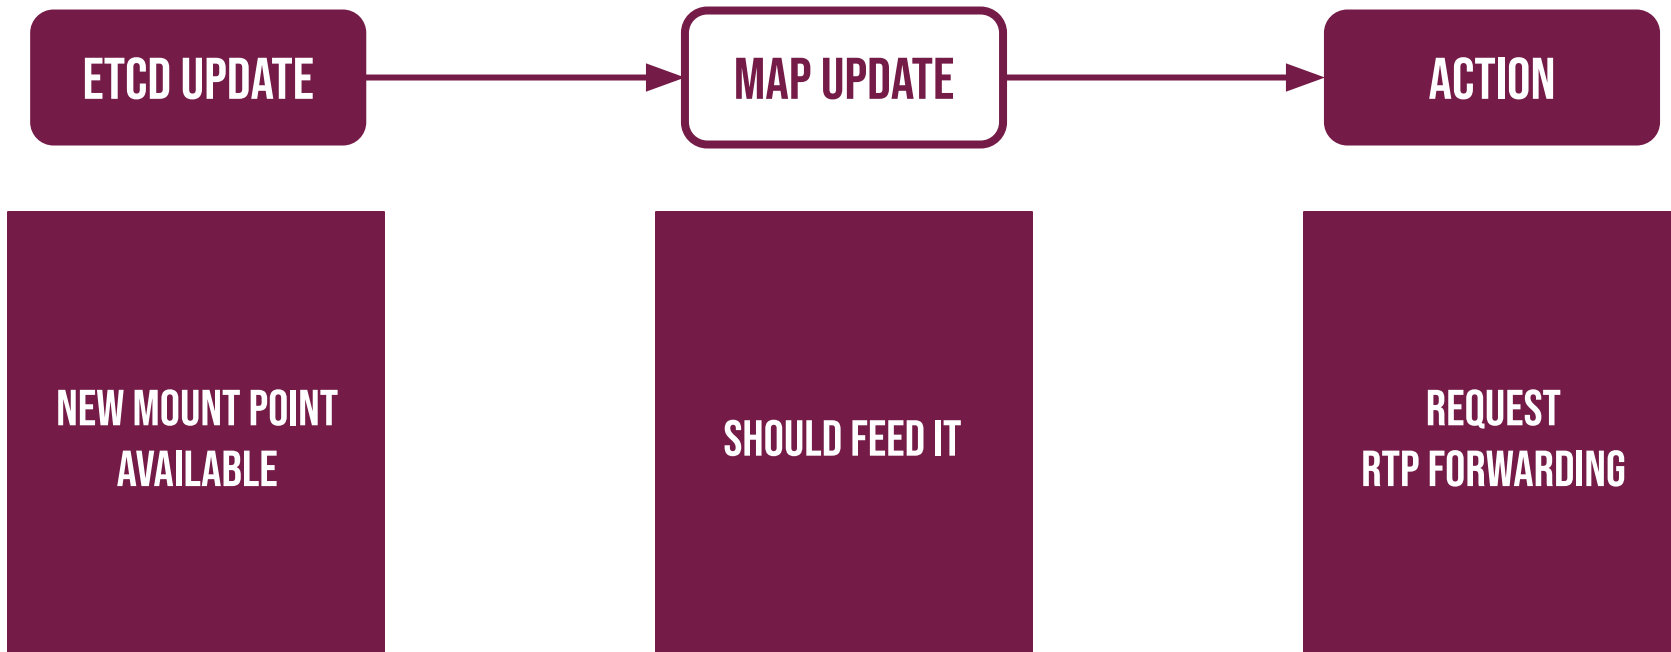 ETCD UPDATE
MAP UPDATE
ACTION
NEW MOUNT POINT
AVAILABLE
SHOULD FEED IT
REQUEST
RTP FORWARDING